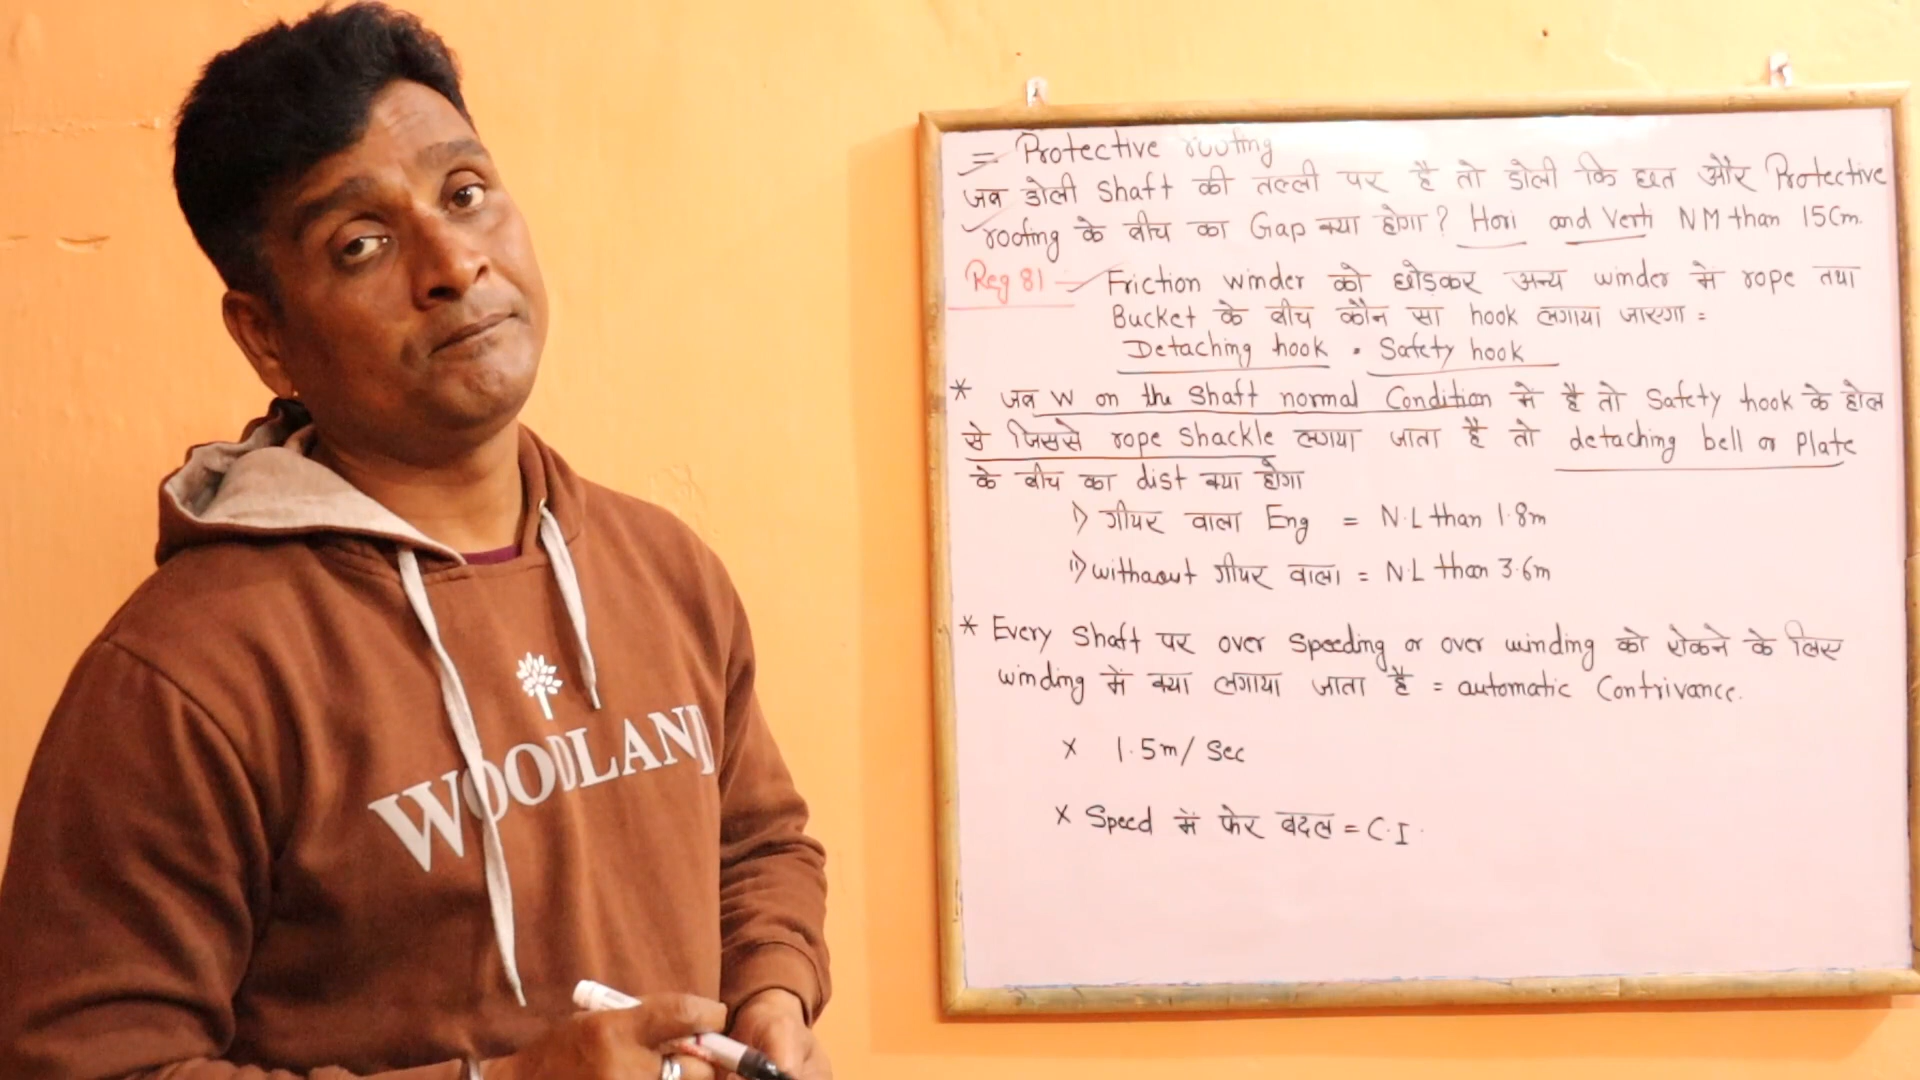 = Protective roofing
जब डोली Shaft की तल्ली पर है तो डोली कि छत और Protective
roofing के बीच का Gap क्या होगा? Hori and Verti NM than 15Cm.
Reg 81 - Friction winder को छोड़कर अन्य winder में rope तथा
Bucket के बीच कौन सा hook लगाया जाएगा =
Detaching hook • Safety hook
* जब W on the Shaft normal Condition में है तो Safety hook के होल
से जिससे rope Shackle लगाया जाता है तो detaching bell or Plate
के बीच का dist क्या होगा
i) गीयर वाला Eng = N.L than 1.8m
ii) withaout गीयर वाला = N.L than 3.6m
* Every Shaft पर over Speeding or over winding को रोकने के लिए
winding में क्या लगाया जाता है = automatic Contrivance.
x 1.5m/ Sec
x Speed में फेर बदल = C.I.
WOODLAND